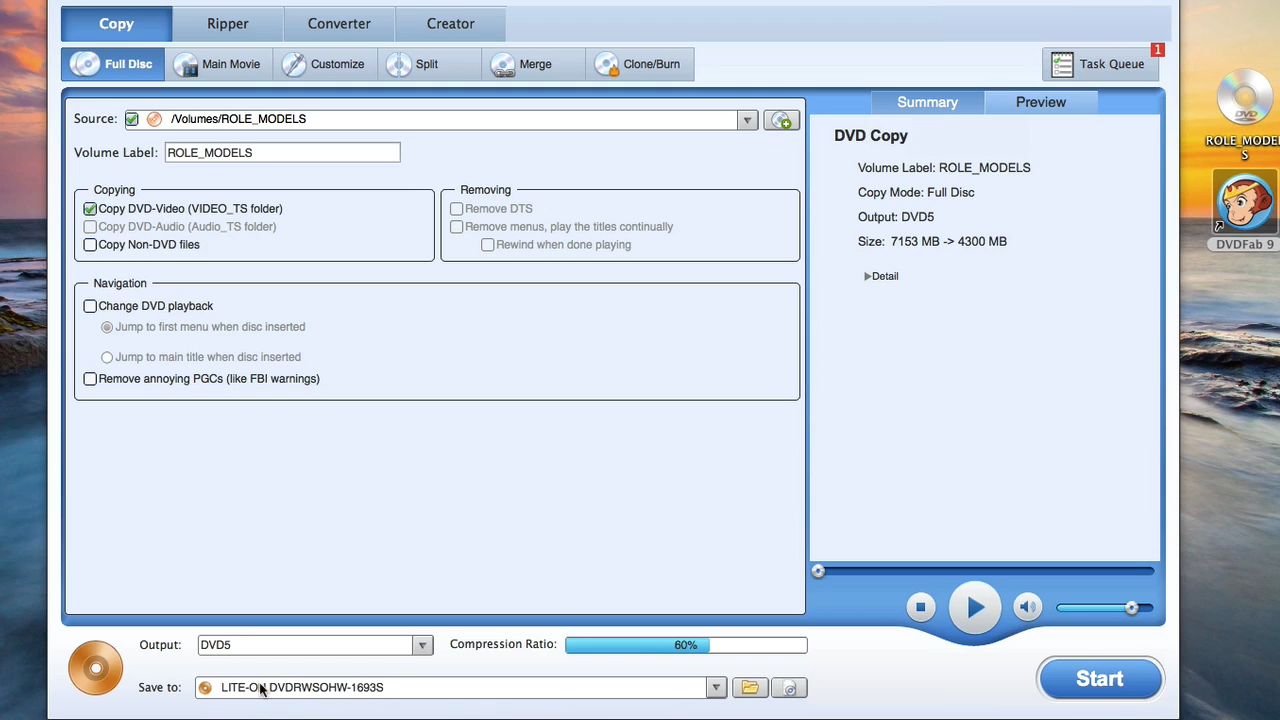 Copy
Ripper
Converter
Creator
Full Disc
Main Movie
Customize
Split
Merge
Clone/Burn
Task Queue
1
Source:
/Volumes/ROLE_MODELS
Volume Label:
ROLE_MODELS
Copying
Copy DVD-Video (VIDEO_TS folder)
Copy DVD-Audio (Audio_TS folder)
Copy Non-DVD files
Removing
Remove DTS
Remove menus, play the titles continually
Rewind when done playing
Navigation
Change DVD playback
Jump to first menu when disc inserted
Jump to main title when disc inserted
Remove annoying PGCs (like FBI warnings)
Summary
Preview
DVD Copy
Volume Label: ROLE_MODELS
Copy Mode: Full Disc
Output: DVD5
Size: 7153 MB -> 4300 MB
Detail
Output:
DVD5
Compression Ratio:
60%
Save to:
LITE-ON DVDRWSOHW-1693S
Start
DVD
ROLE_MODEL
S
DVDFab 9